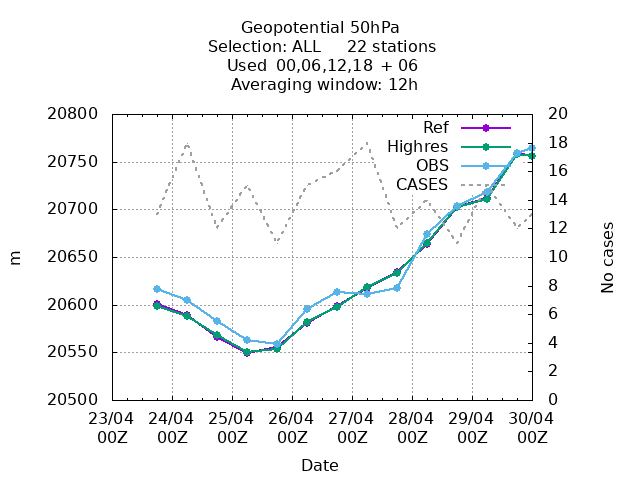 Geopotential 50hPa
Selection: ALL     22 stations
Used  00,06,12,18  + 06
Averaging window: 12h
20800
20750
20700
20650
20600
20550
20500
m
Ref
Highres
OBS
CASES
20
18
16
14
12
10
8
6
4
2
0
No cases
23/04 24/04 25/04 26/04 27/04 28/04 29/04 30/04
00Z 00Z 00Z 00Z 00Z 00Z 00Z 00Z
Date